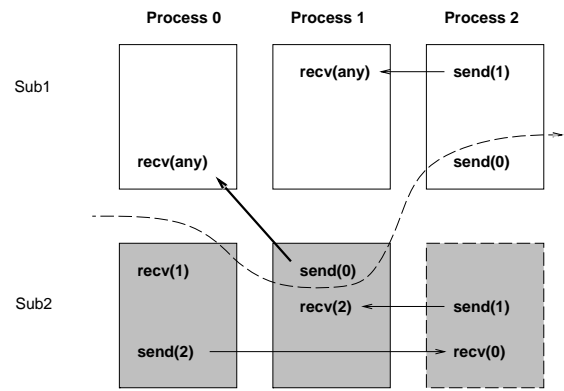 Process 0 Process 1 Process 2
Sub1
recv(any) send(1)
recv(any) send(0)
recv(1) send(0)
Sub2
recv(2) send(1)
send(2) recv(0)